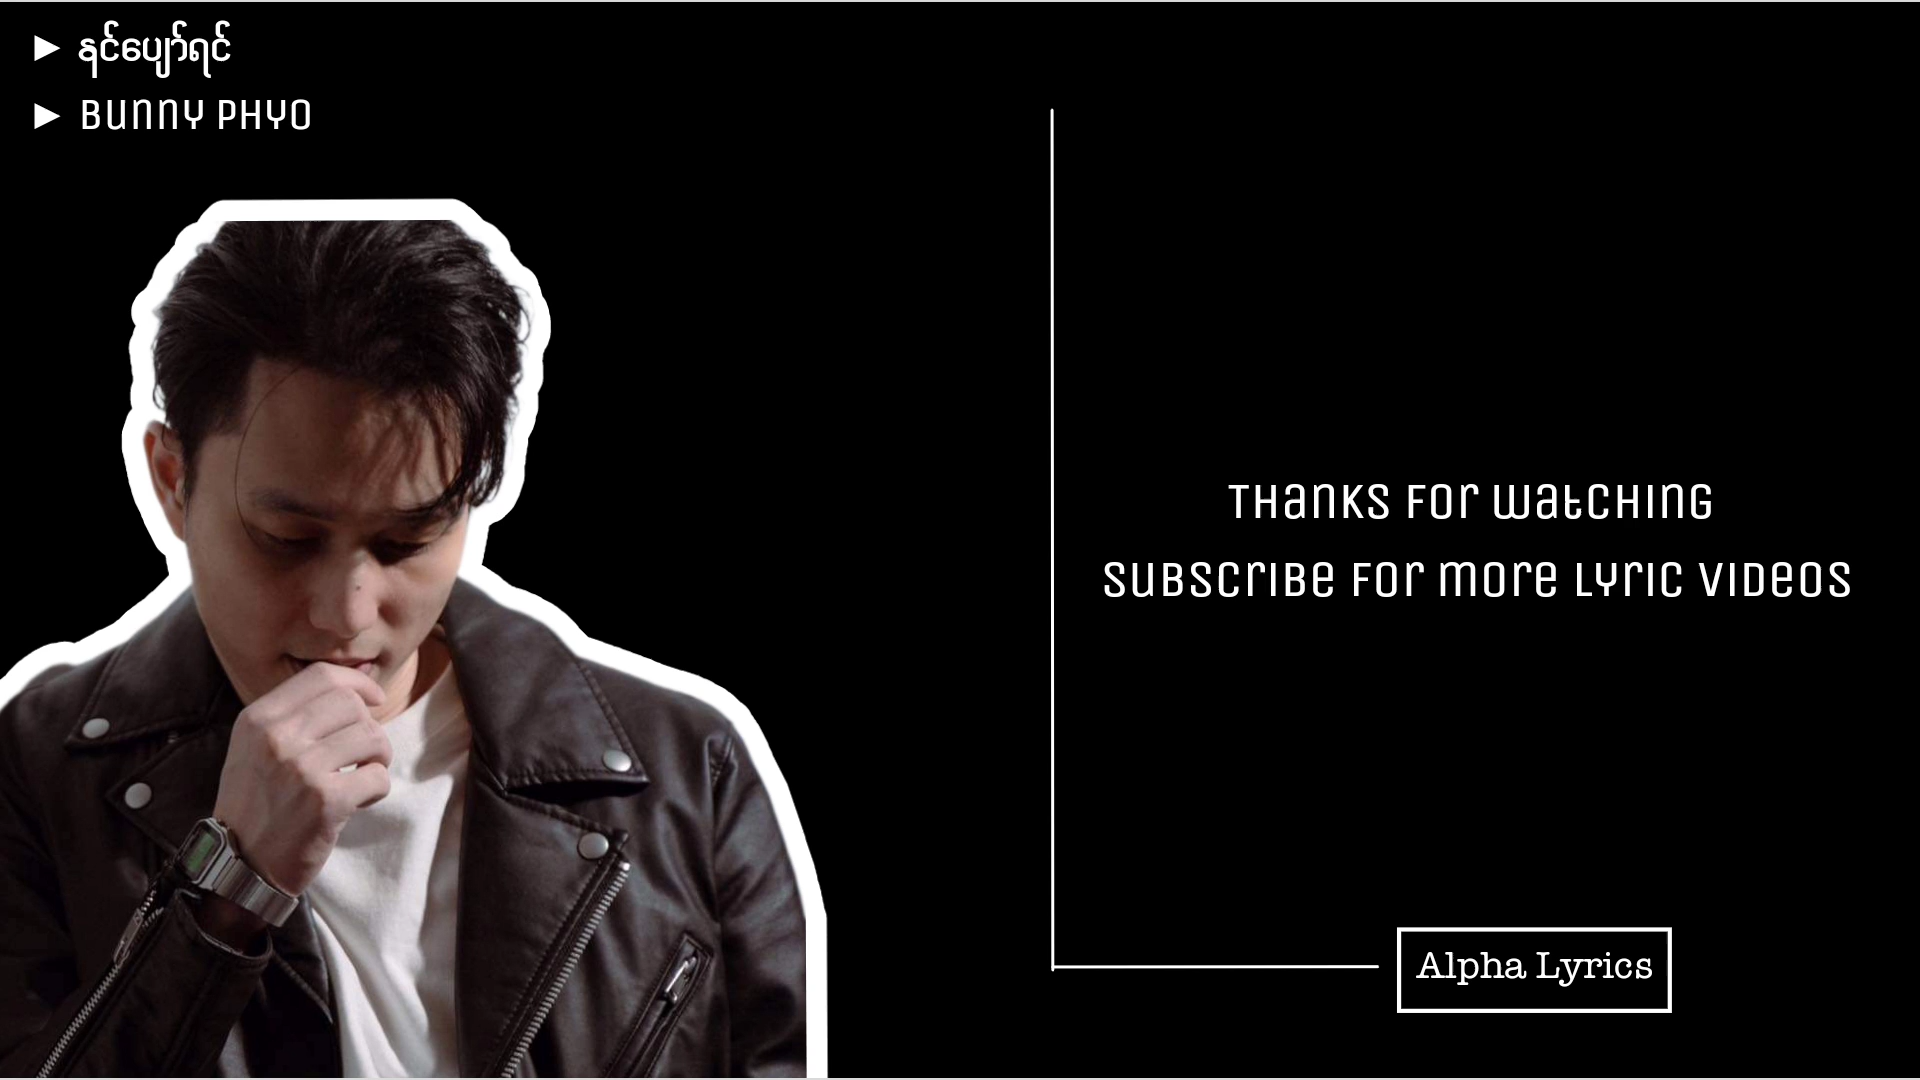 ► နင်ပျော်ရင်
► BUNNY PHYO
THANKS FOR WATCHING
SUBSCRIBE FOR MORE LYRIC VIDEOS
Alpha Lyrics